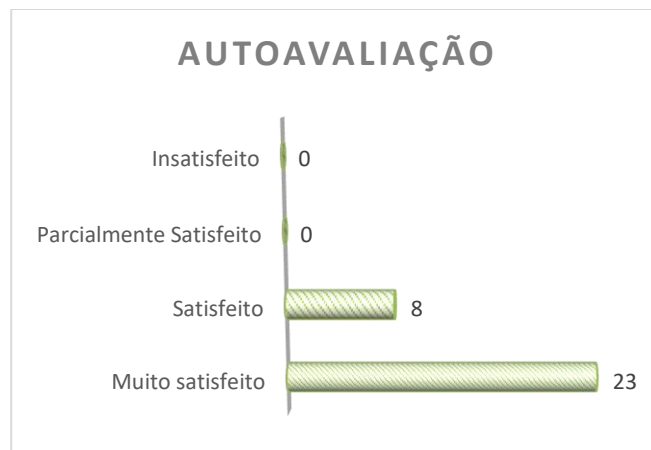 AUTOAVALIAÇÃO
Insatisfeito 0
Parcialmente Satisfeito 0
Satisfeito 8
Muito satisfeito 23